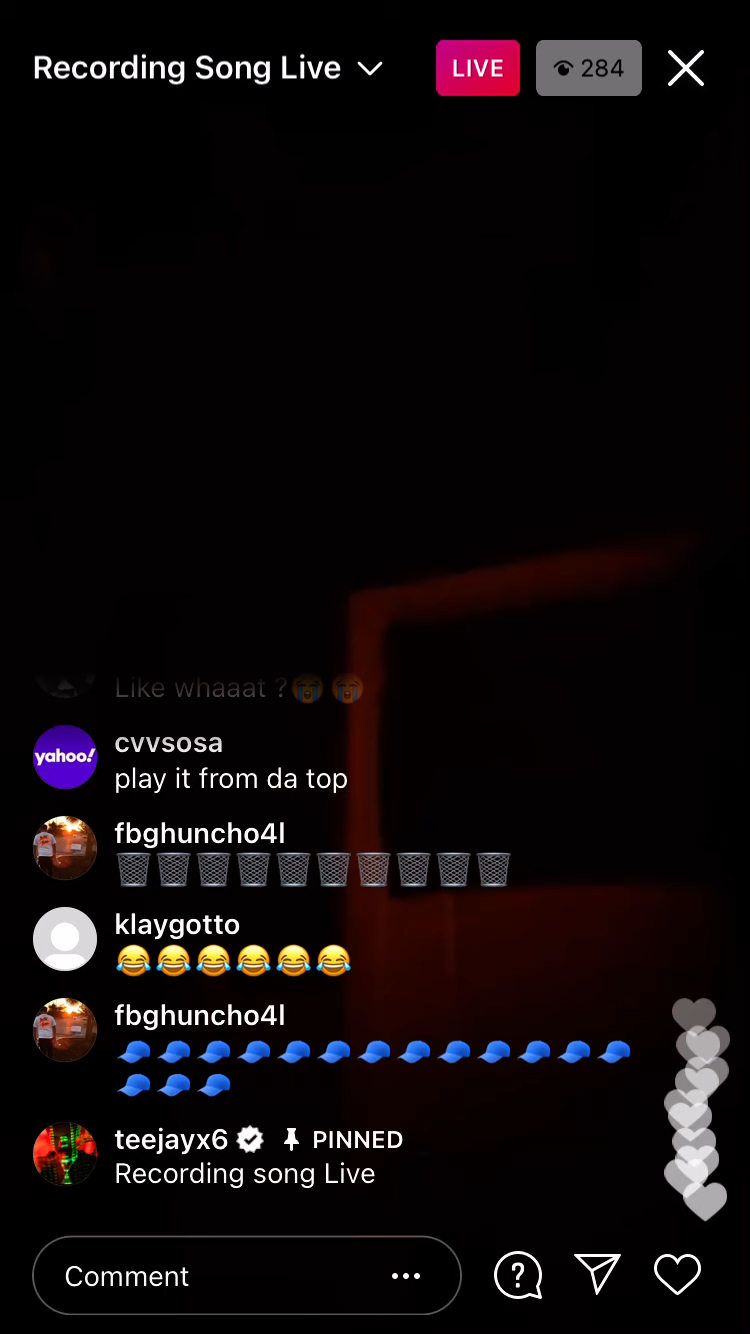 Recording Song Live
LIVE
284
Like whaaat ?😭 😭
cvvsosa
yahoo!
play it from da top
fbghuncho4l
🗑🗑🗑🗑🗑🗑🗑🗑🗑🗑
klaygotto
😂😂😂😂😂😂
fbghuncho4l
🧢🧢🧢🧢🧢🧢🧢🧢🧢🧢🧢🧢🧢
🧢🧢🧢
teejayx6 PINNED
Recording song Live
Comment